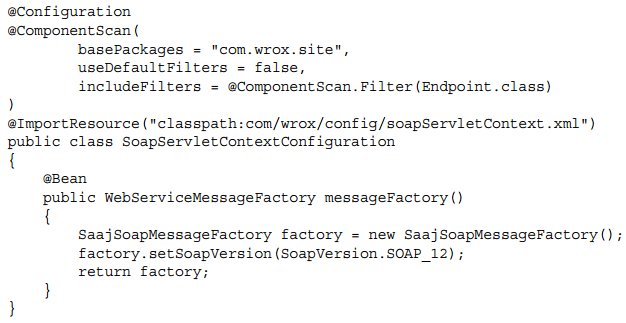 @Configuration
@ComponentScan(
        basePackages = "com.wrox.site",
        useDefaultFilters = false,
        includeFilters = @ComponentScan.Filter(Endpoint.class)
)
@ImportResource("classpath:com/wrox/config/soapServletContext.xml")
public class SoapServletContextConfiguration
{
    @Bean
    public WebServiceMessageFactory messageFactory()
    {
        SaajSoapMessageFactory factory = new SaajSoapMessageFactory();
        factory.setSoapVersion(SoapVersion.SOAP_12);
        return factory;
    }
}